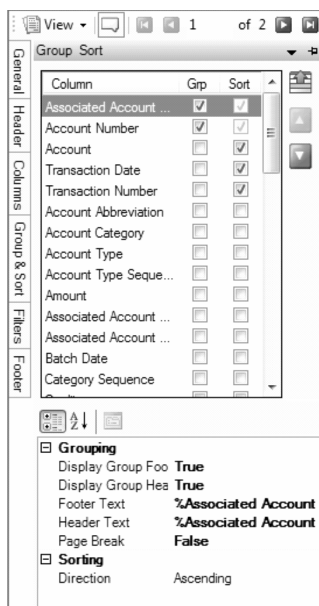 View
1 of 2
Group Sort
General
Header
Columns
Group & Sort
Filters
Footer
Column Grp Sort
Associated Account ...
Account Number
Account
Transaction Date
Transaction Number
Account Abbreviation
Account Category
Account Type
Account Type Seque...
Amount
Associated Account ...
Associated Account ...
Batch Date
Category Sequence
Grouping
Display Group Foo True
Display Group Hea True
Footer Text %Associated Account
Header Text %Associated Account
Page Break False
Sorting
Direction Ascending